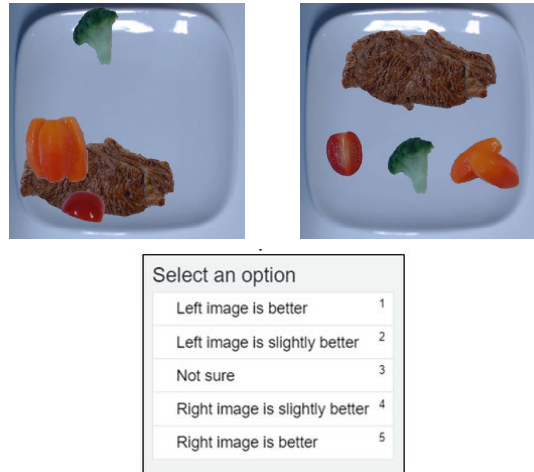 Select an option
Left image is better 1
Left image is slightly better 2
Not sure 3
Right image is slightly better 4
Right image is better 5